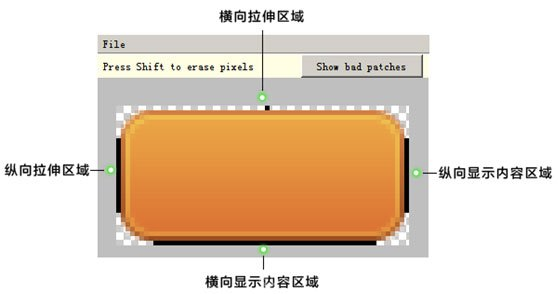 横向拉伸区域
File
Press Shift to erase pixels
Show bad patches
纵向拉伸区域
纵向显示内容区域
横向显示内容区域